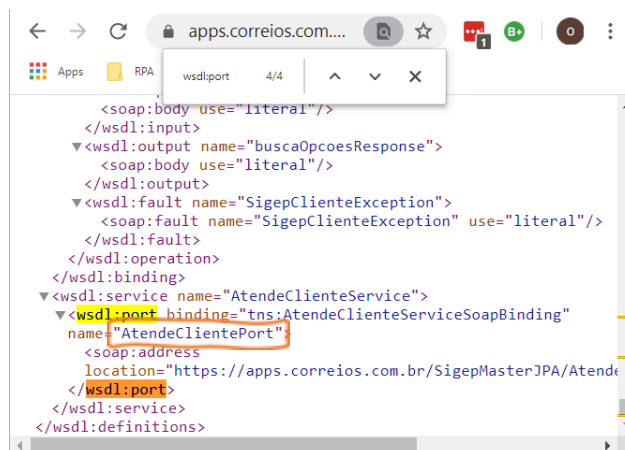 apps.correios.com....
B+
O
1
Apps
RPA
wsdl:port 4/4
<soap:body use="literal"/>
</wsdl:input>
▼<wsdl:output name="buscaOpcoesResponse">
<soap:body use="literal"/>
</wsdl:output>
▼<wsdl:fault name="SigepClienteException">
<soap:fault name="SigepClienteException" use="literal"/>
</wsdl:fault>
</wsdl:operation>
</wsdl:binding>
▼<wsdl:service name="AtendeClienteService">
▼<wsdl:port binding="tns:AtendeClienteServiceSoapBinding"
name="AtendeClientePort">
<soap:address
location="https://apps.correios.com.br/SigepMasterJPA/Atende
</wsdl:port>
</wsdl:service>
</wsdl:definitions>